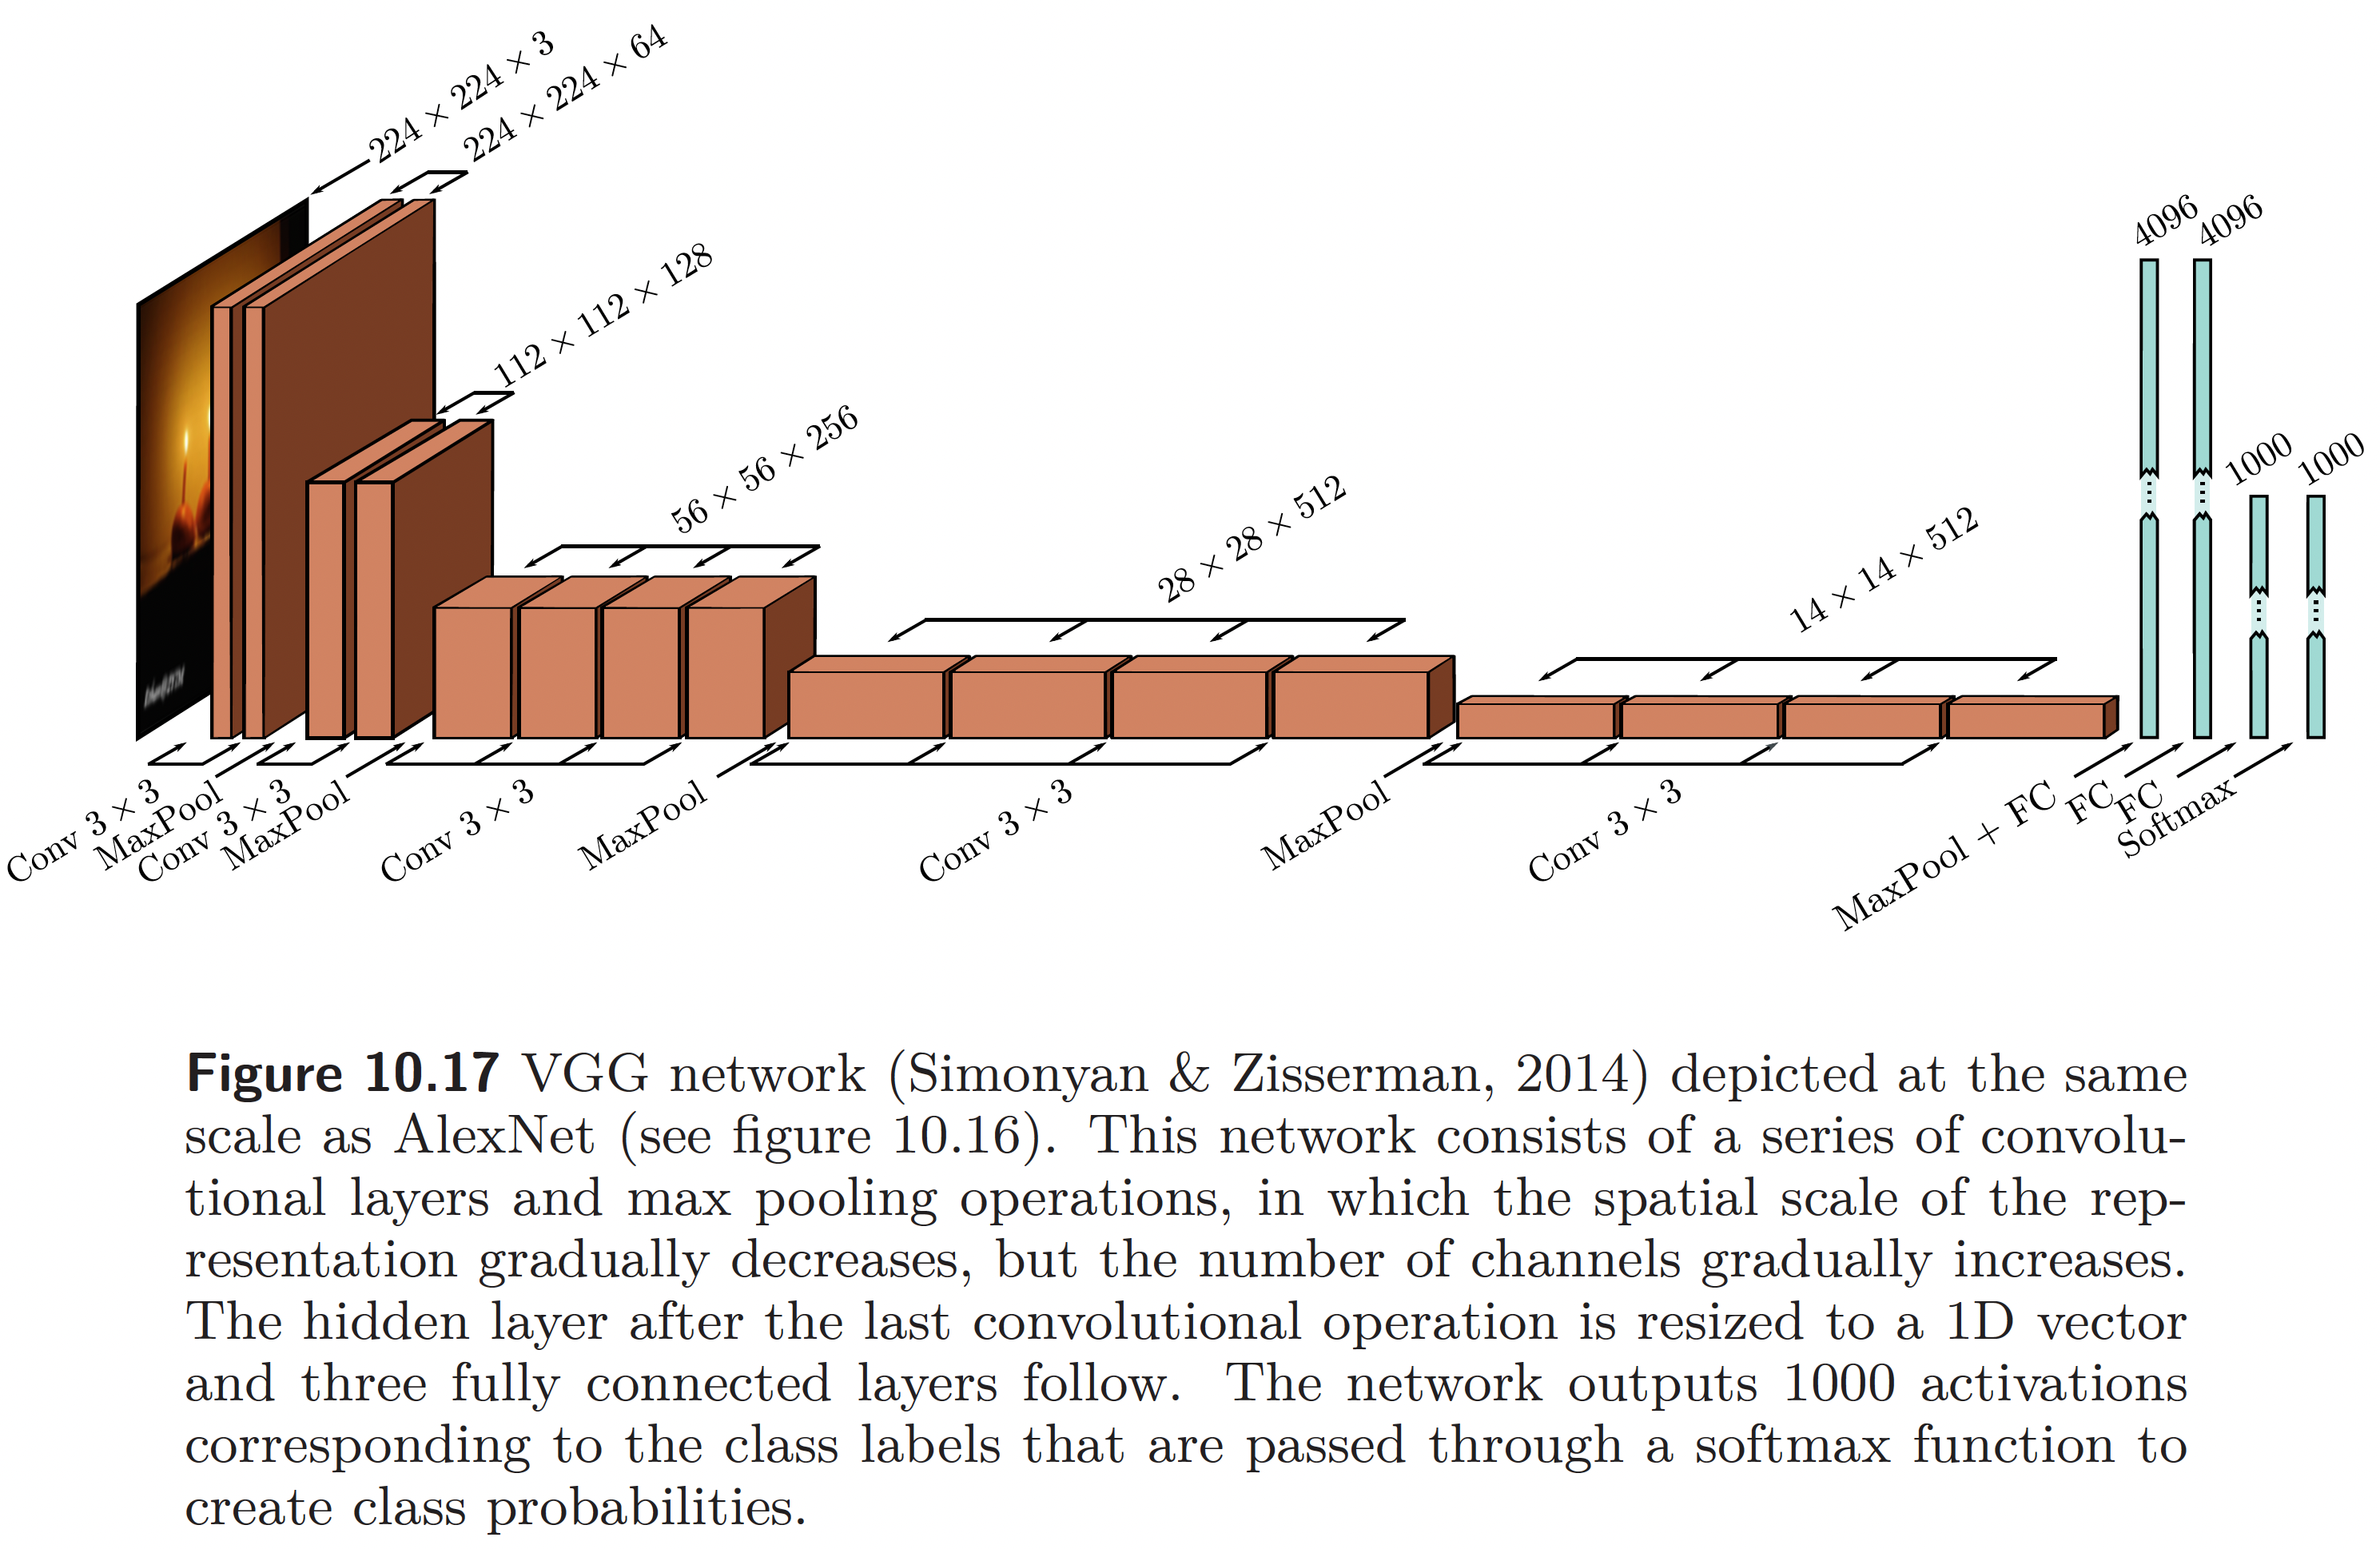 224 × 224 × 3
224 × 224 × 64
112 × 112 × 128
56 × 56 × 256
28 × 28 × 512
14 × 14 × 512
4096
4096
1000
1000
Conv 3 × 3
MaxPool
Conv 3 × 3
MaxPool
Conv 3 × 3
MaxPool
Conv 3 × 3
MaxPool
Conv 3 × 3
MaxPool + FC
FC
FC
Softmax
Figure 10.17 VGG network (Simonyan & Zisserman, 2014) depicted at the same
scale as AlexNet (see figure 10.16). This network consists of a series of convolu-
tional layers and max pooling operations, in which the spatial scale of the rep-
resentation gradually decreases, but the number of channels gradually increases.
The hidden layer after the last convolutional operation is resized to a 1D vector
and three fully connected layers follow. The network outputs 1000 activations
corresponding to the class labels that are passed through a softmax function to
create class probabilities.